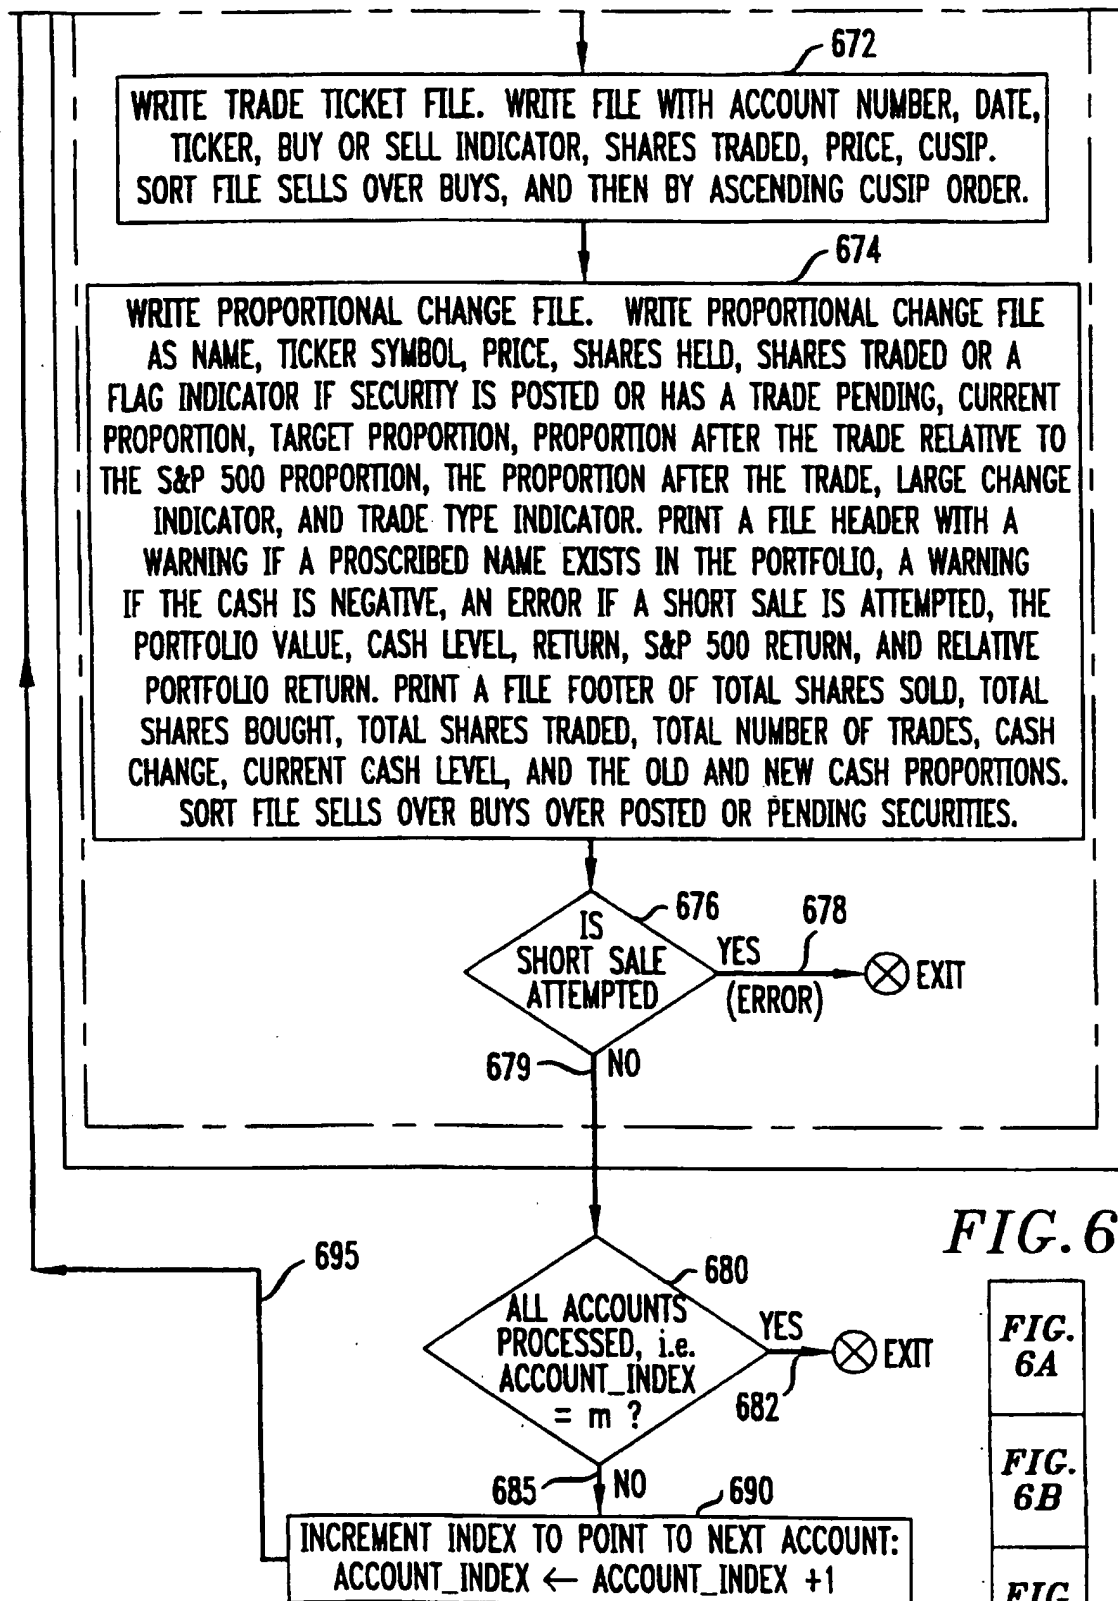 672
WRITE TRADE TICKET FILE. WRITE FILE WITH ACCOUNT NUMBER, DATE,
TICKER, BUY OR SELL INDICATOR, SHARES TRADED, PRICE, CUSIP.
SORT FILE SELLS OVER BUYS, AND THEN BY ASCENDING CUSIP ORDER.
674
WRITE PROPORTIONAL CHANGE FILE. WRITE PROPORTIONAL CHANGE FILE
AS NAME, TICKER SYMBOL, PRICE, SHARES HELD, SHARES TRADED OR A
FLAG INDICATOR IF SECURITY IS POSTED OR HAS A TRADE PENDING, CURRENT
PROPORTION, TARGET PROPORTION, PROPORTION AFTER THE TRADE RELATIVE TO
THE S&P 500 PROPORTION, THE PROPORTION AFTER THE TRADE, LARGE CHANGE
INDICATOR, AND TRADE TYPE INDICATOR. PRINT A FILE HEADER WITH A
WARNING IF A PROSCRIBED NAME EXISTS IN THE PORTFOLIO, A WARNING
IF THE CASH IS NEGATIVE, AN ERROR IF A SHORT SALE IS ATTEMPTED, THE
PORTFOLIO VALUE, CASH LEVEL, RETURN, S&P 500 RETURN, AND RELATIVE
PORTFOLIO RETURN. PRINT A FILE FOOTER OF TOTAL SHARES SOLD, TOTAL
SHARES BOUGHT, TOTAL SHARES TRADED, TOTAL NUMBER OF TRADES, CASH
CHANGE, CURRENT CASH LEVEL, AND THE OLD AND NEW CASH PROPORTIONS.
SORT FILE SELLS OVER BUYS OVER POSTED OR PENDING SECURITIES.
676
678
IS
SHORT SALE
ATTEMPTED
YES
(ERROR)
EXIT
679
NO
FIG. 6
695
680
ALL ACCOUNTS
PROCESSED, i.e.
ACCOUNT_INDEX
= m ?
YES
EXIT
682
685
NO
690
INCREMENT INDEX TO POINT TO NEXT ACCOUNT:
ACCOUNT_INDEX ← ACCOUNT_INDEX +1
FIG.
6A
FIG.
6B
FIG